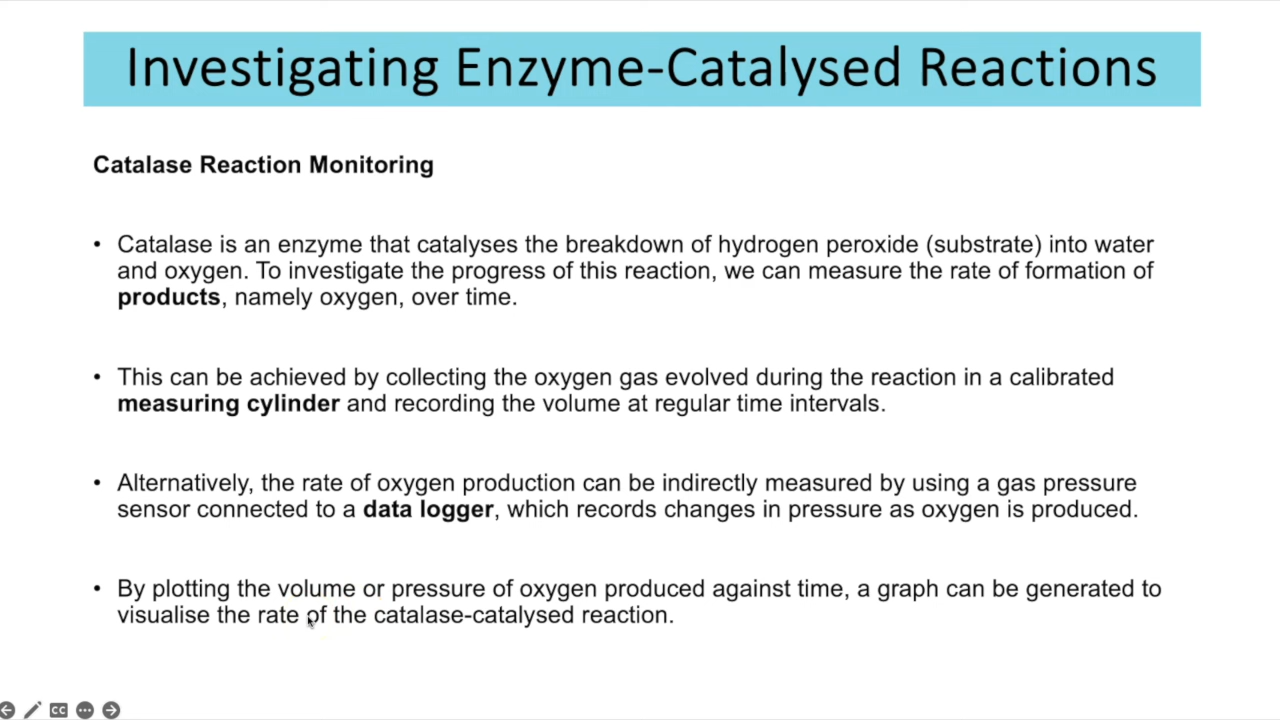 Investigating Enzyme-Catalysed Reactions
Catalase Reaction Monitoring
• Catalase is an enzyme that catalyses the breakdown of hydrogen peroxide (substrate) into water
and oxygen. To investigate the progress of this reaction, we can measure the rate of formation of
products, namely oxygen, over time.
• This can be achieved by collecting the oxygen gas evolved during the reaction in a calibrated
measuring cylinder and recording the volume at regular time intervals.
• Alternatively, the rate of oxygen production can be indirectly measured by using a gas pressure
sensor connected to a data logger, which records changes in pressure as oxygen is produced.
• By plotting the volume or pressure of oxygen produced against time, a graph can be generated to
visualise the rate of the catalase-catalysed reaction.
CC